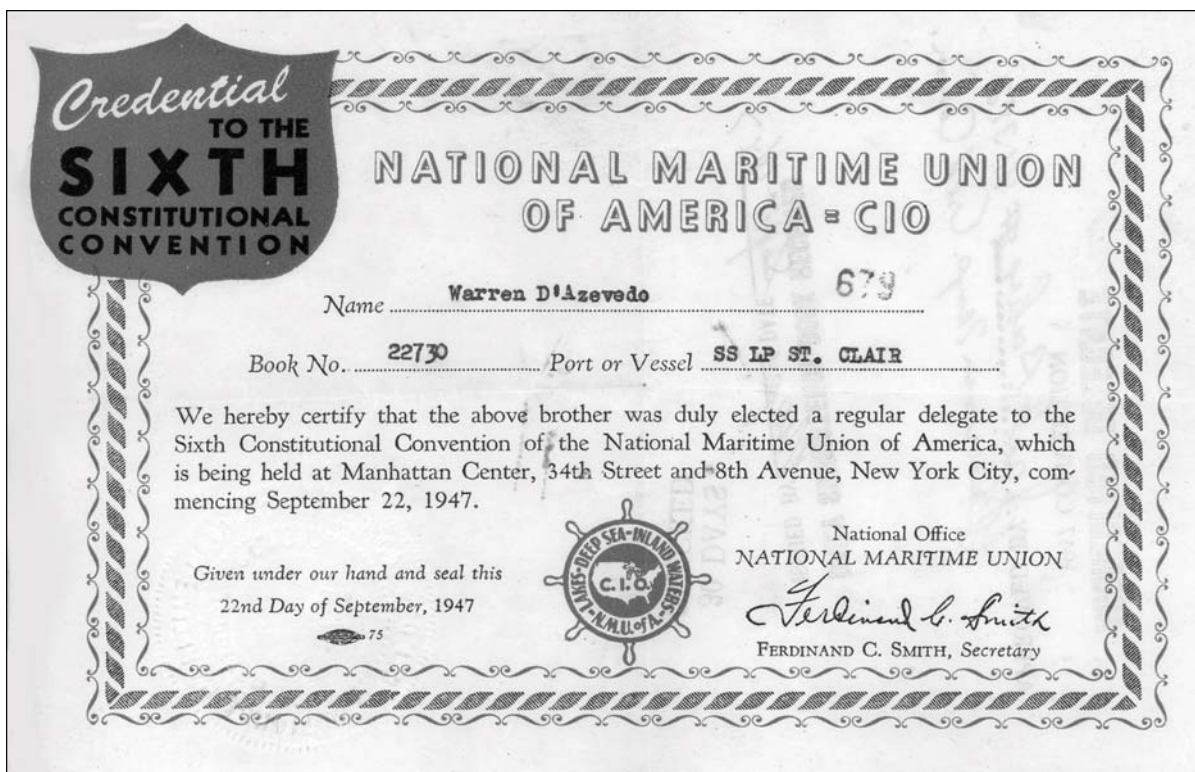 Credential
TO THE
SIXTH
CONSTITUTIONAL
CONVENTION
NATIONAL MARITIME UNION
OF AMERICA = CIO
Name Warren D'Azevedo 679
Book No. 22730 Port or Vessel SS LP ST. CLAIR
We hereby certify that the above brother was duly elected a regular delegate to the
Sixth Constitutional Convention of the National Maritime Union of America, which
is being held at Manhattan Center, 34th Street and 8th Avenue, New York City, com-
mencing September 22, 1947.
Given under our hand and seal this
22nd Day of September, 1947
75
LAKES-DEEP SEA-INLAND WATERS-
N.M.U. of A.
C.I.O.
National Office
NATIONAL MARITIME UNION
Ferdinand C. Smith
FERDINAND C. SMITH, Secretary
30 DAYS